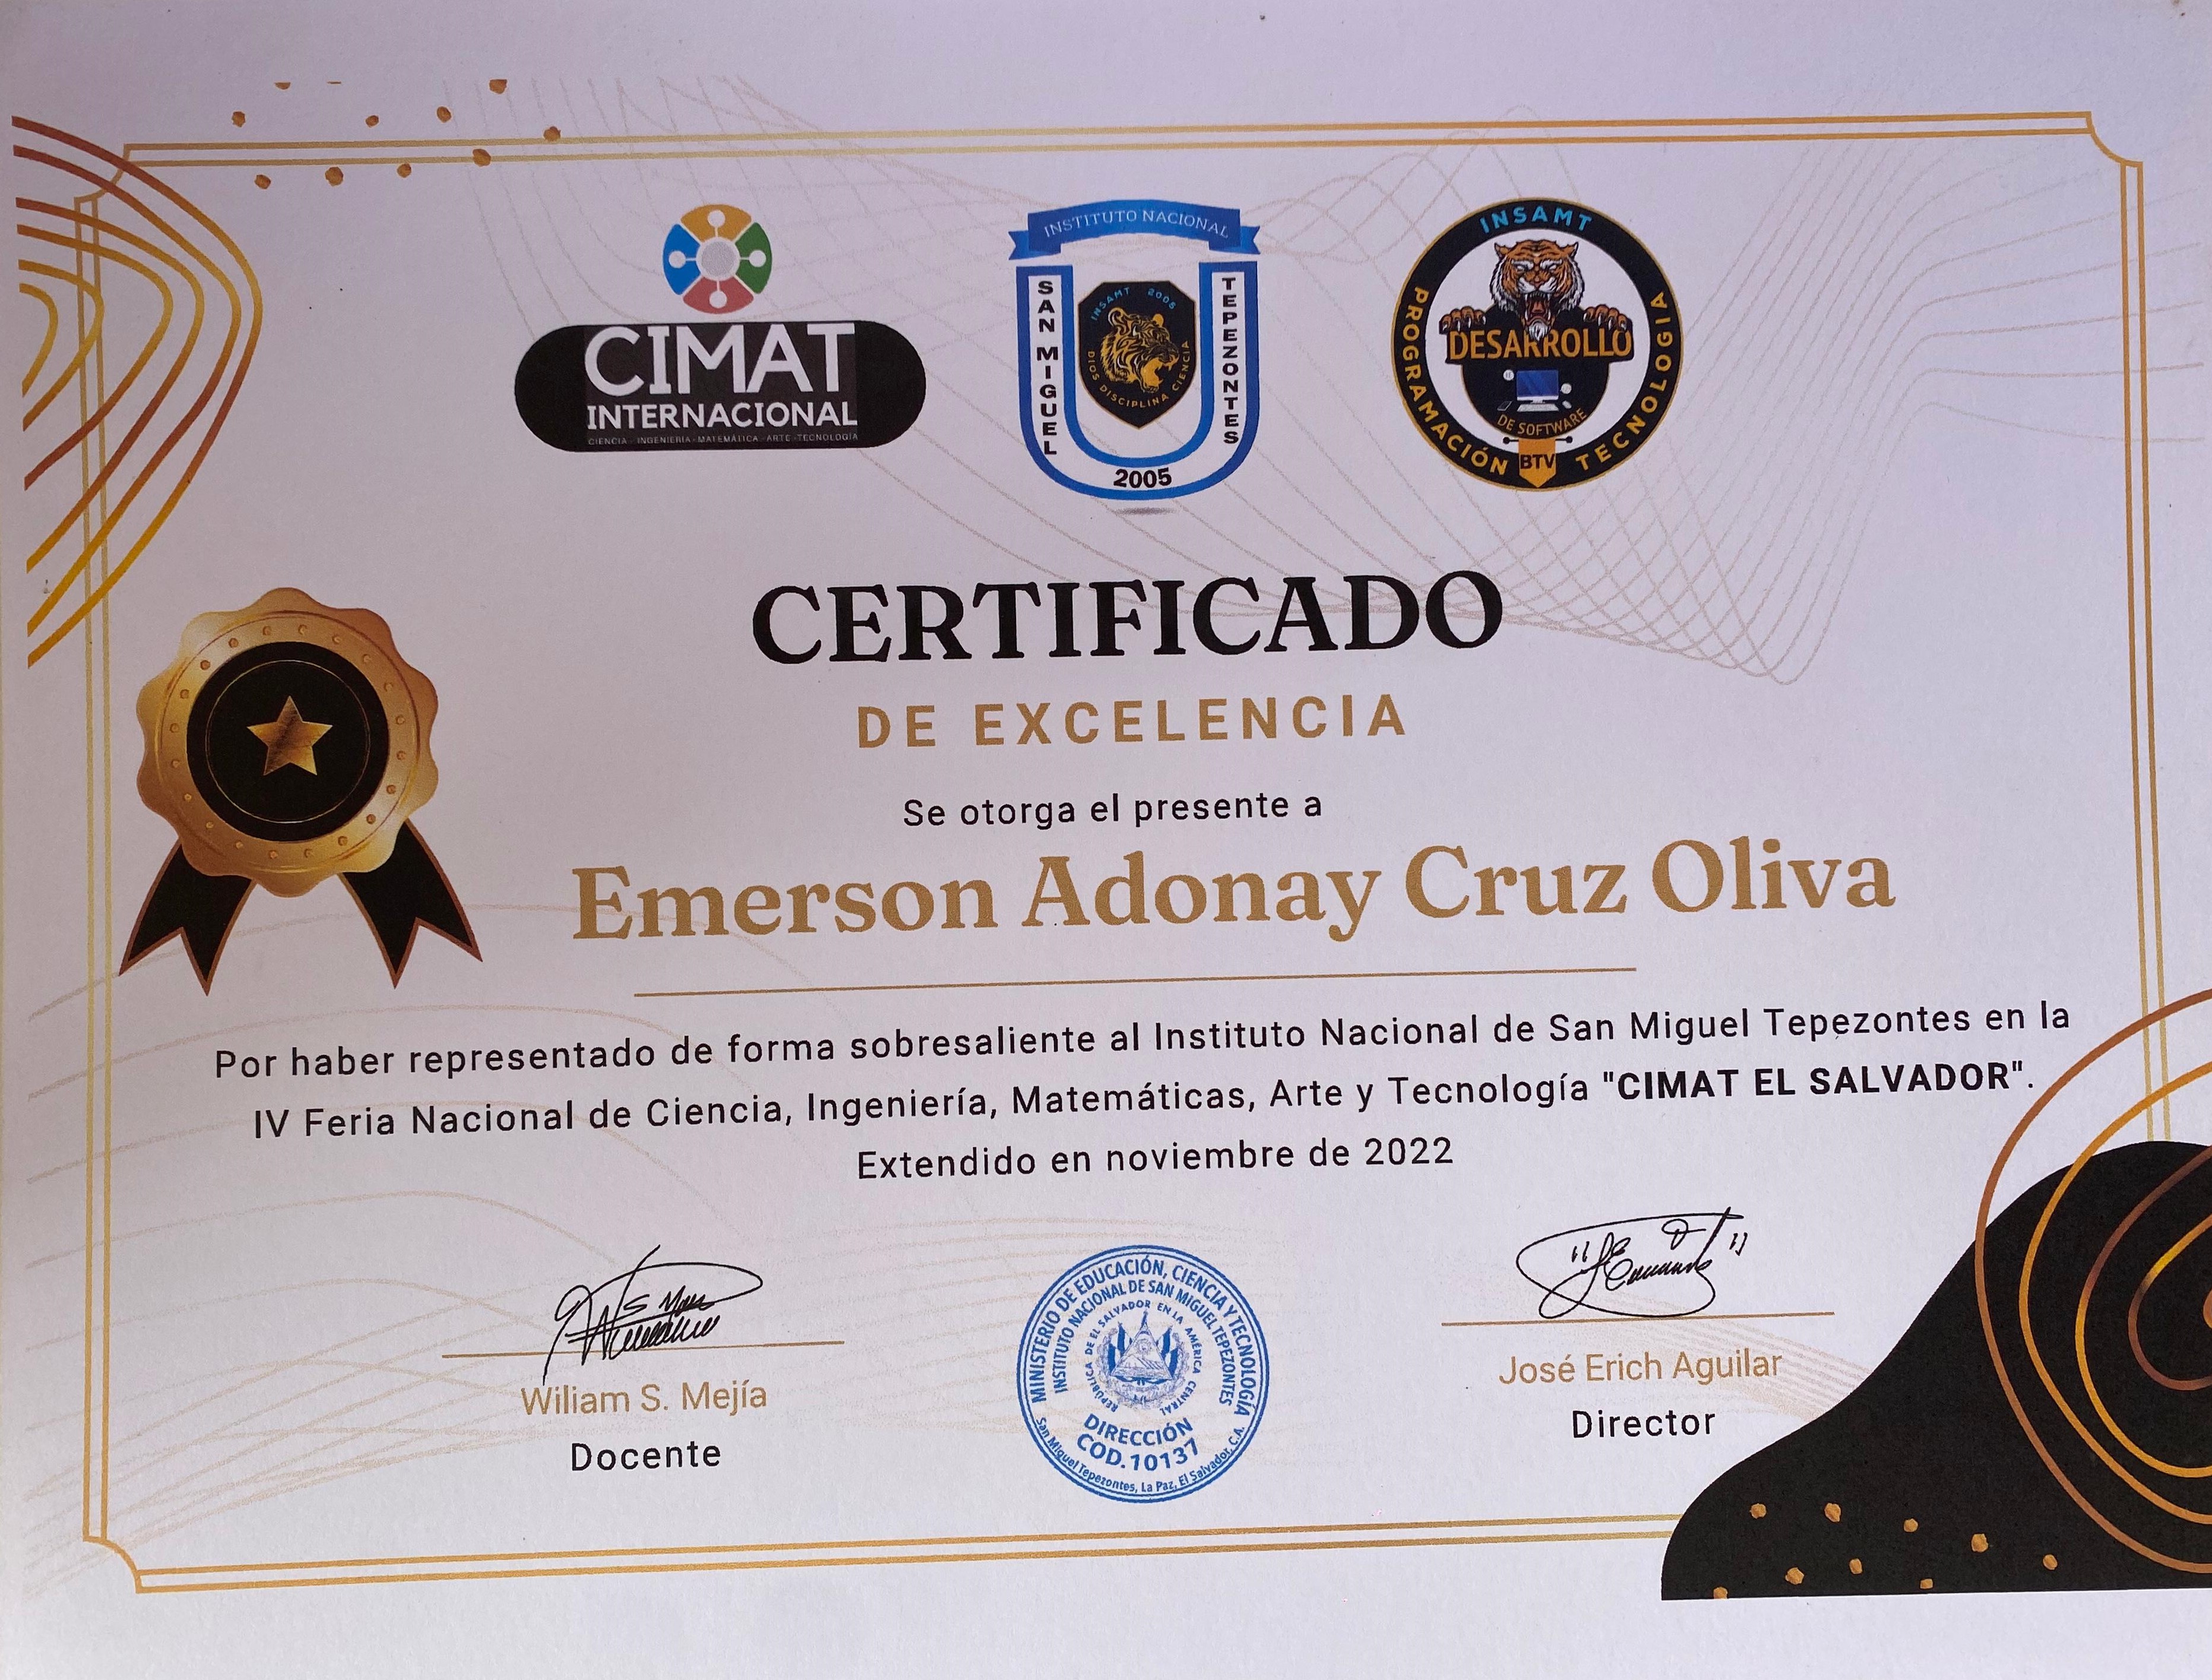 CIMAT
INTERNACIONAL
CIENCIA - INGENIERIA - MATEMÁTICA - ARTE - TECNOLOGÍA
INSTITUTO NACIONAL
SAN MIGUEL
TEPEZONTES
INSAMT 2005
DIOS DISCIPLINA CIENCIA
2005
INSAMT
PROGRAMACIÓN
TECNOLOGIA
DESARROLLO
DE SOFTWARE
BTV
CERTIFICADO
DE EXCELENCIA
Se otorga el presente a
Emerson Adonay Cruz Oliva
Por haber representado de forma sobresaliente al Instituto Nacional de San Miguel Tepezontes en la
IV Feria Nacional de Ciencia, Ingeniería, Matemáticas, Arte y Tecnología "CIMAT EL SALVADOR".
Extendido en noviembre de 2022
Wiliam S. Mejía
Docente
MINISTERIO DE EDUCACIÓN, CIENCIA Y TECNOLOGÍA
INSTITUTO NACIONAL DE SAN MIGUEL TEPEZONTES
REPÚBLICA DE EL SALVADOR EN LA AMÉRICA CENTRAL
DIRECCIÓN
COD.10137
San Miguel Tepezontes, La Paz, El Salvador, C.A.
José Erich Aguilar
Director